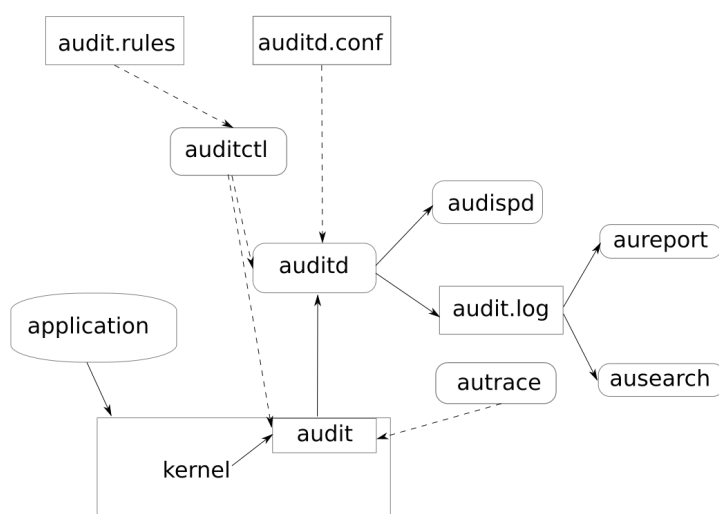 audit.rules
auditd.conf
auditctl
audispd
aureport
auditd
audit.log
application
autrace
ausearch
audit
kernel